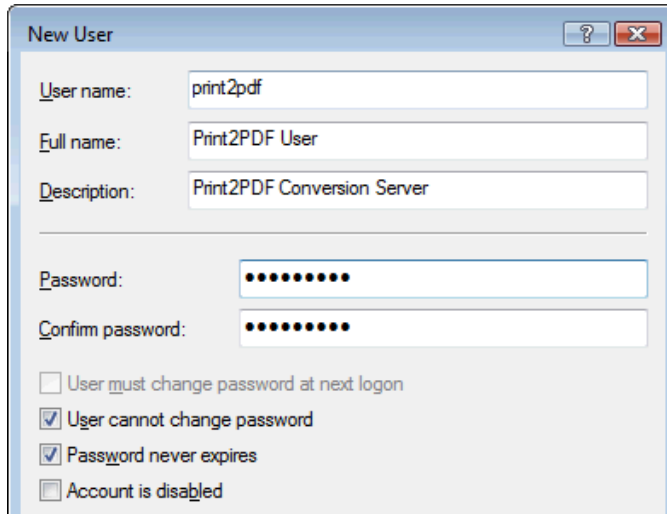 New User
User name: print2pdf
Full name: Print2PDF User
Description: Print2PDF Conversion Server
Password: •••••••••
Confirm password: •••••••••
User must change password at next logon
User cannot change password
Password never expires
Account is disabled